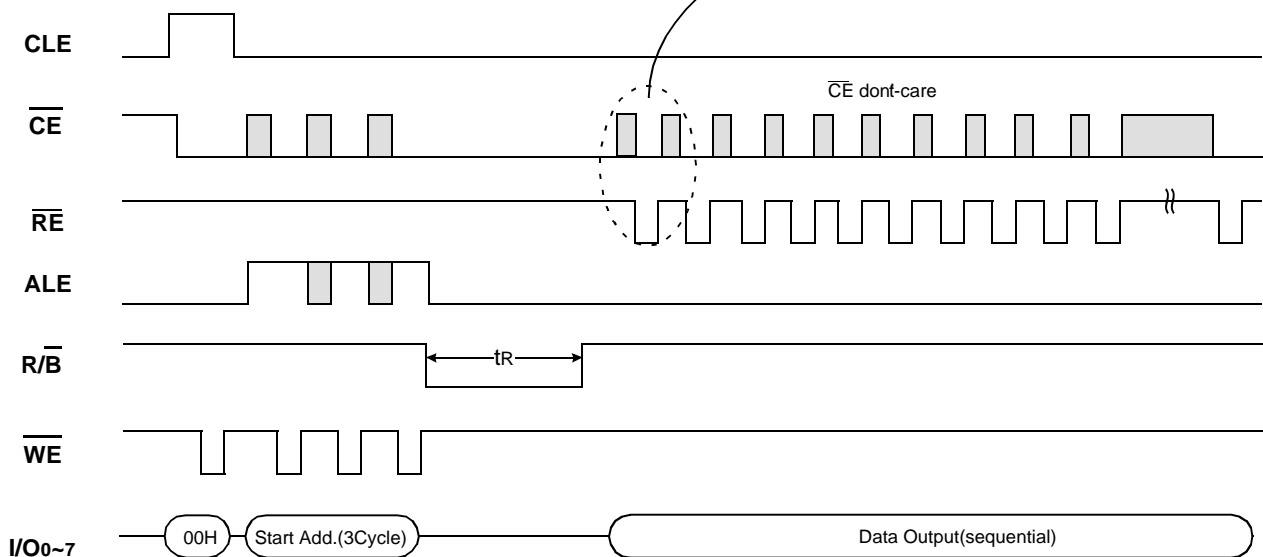 CLE
CE dont-care
CE
RE
ALE
R/B
tR
WE
I/O0~7
00H
Start Add.(3Cycle)
Data Output(sequential)